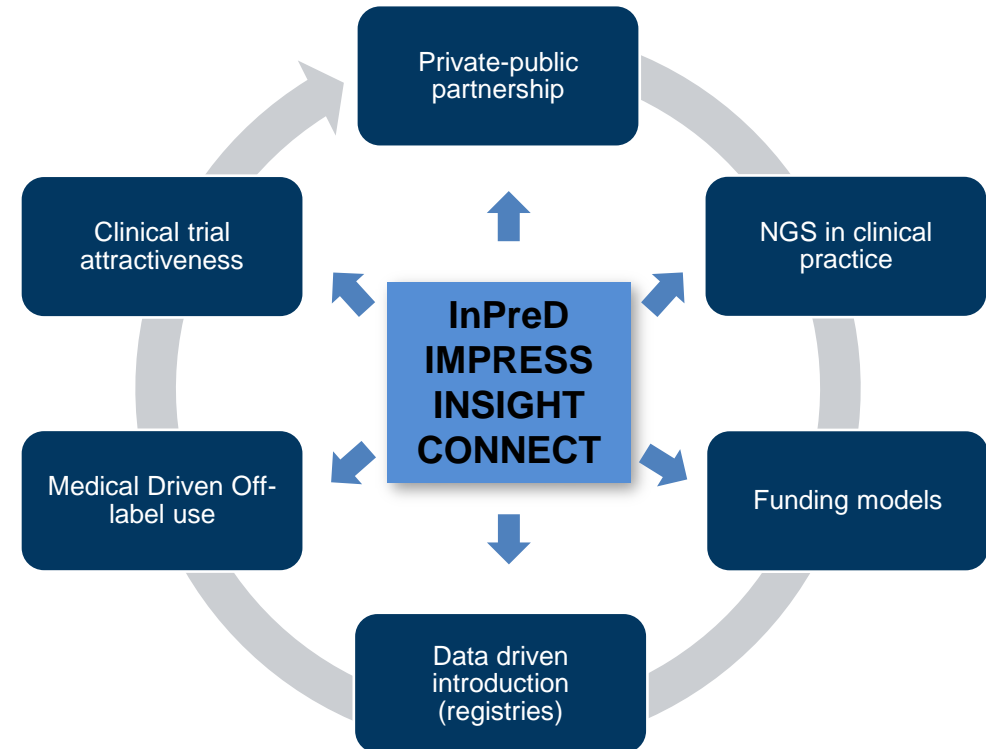 Private-public
partnership
Clinical trial
attractiveness
NGS in clinical
practice
InPreD
IMPRESS
INSIGHT
CONNECT
Medical Driven Off-
label use
Funding models
Data driven
introduction
(registries)